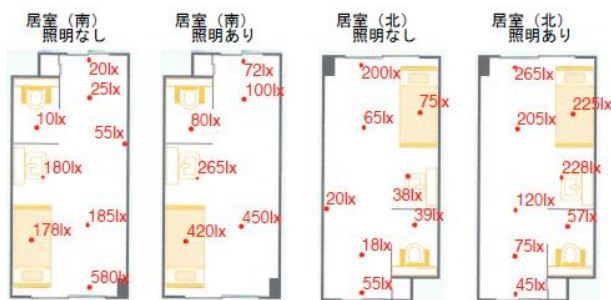 居室（南）
照明なし
20lx
25lx
10lx
55lx
180lx
185lx
178lx
580lx
居室（南）
照明あり
72lx
100lx
80lx
265lx
450lx
420lx
居室（北）
照明なし
200lx
75lx
65lx
38lx
20lx
39lx
18lx
55lx
居室（北）
照明あり
265lx
225lx
205lx
228lx
120lx
57lx
75lx
45lx